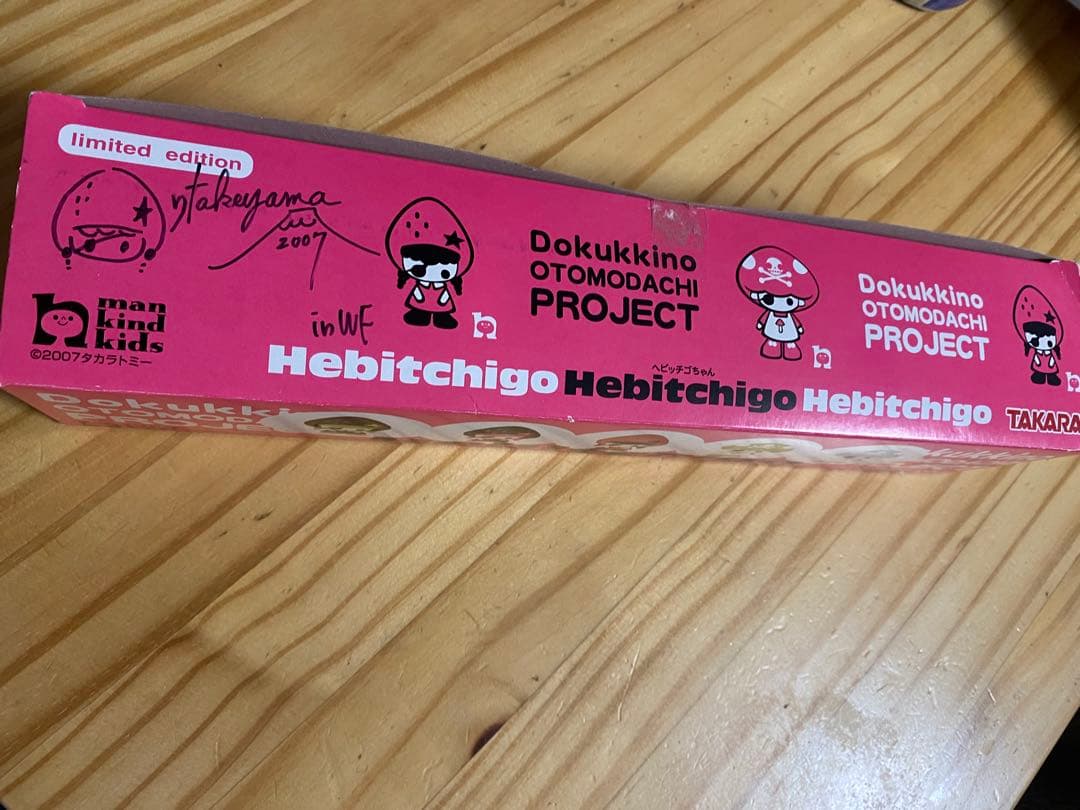 limited edition
ntakeyama
2007
in WF
man
kind
kids
©2007タカラトミー
Dokukkino
OTOMODACHI
PROJECT
Dokukkino
OTOMODACHI
PROJECT
ヘビッチゴちゃん
Hebitchigo Hebitchigo Hebitchigo
TAKARA
Dokukki